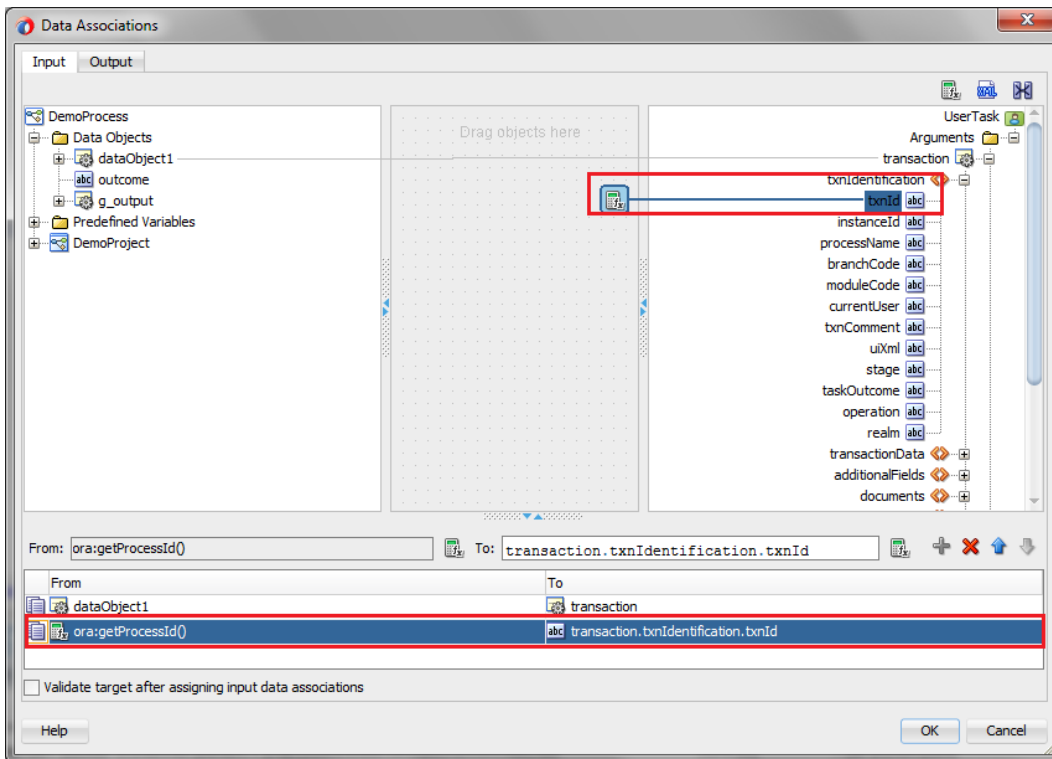 Data Associations
Input Output
DemoProcess
Data Objects
dataObject1
outcome
g_output
Predefined Variables
DemoProject
Drag objects here
UserTask
Arguments
transaction
txnIdentification
txnId
instanceId
processName
branchCode
moduleCode
currentUser
txnComment
uiXml
stage
taskOutcome
operation
realm
transactionData
additionalFields
documents
From: ora:getProcessId() To: transaction.txnIdentification.txnId
From To
dataObject1 transaction
ora:getProcessId() transaction.txnIdentification.txnId
Validate target after assigning input data associations
Help OK Cancel